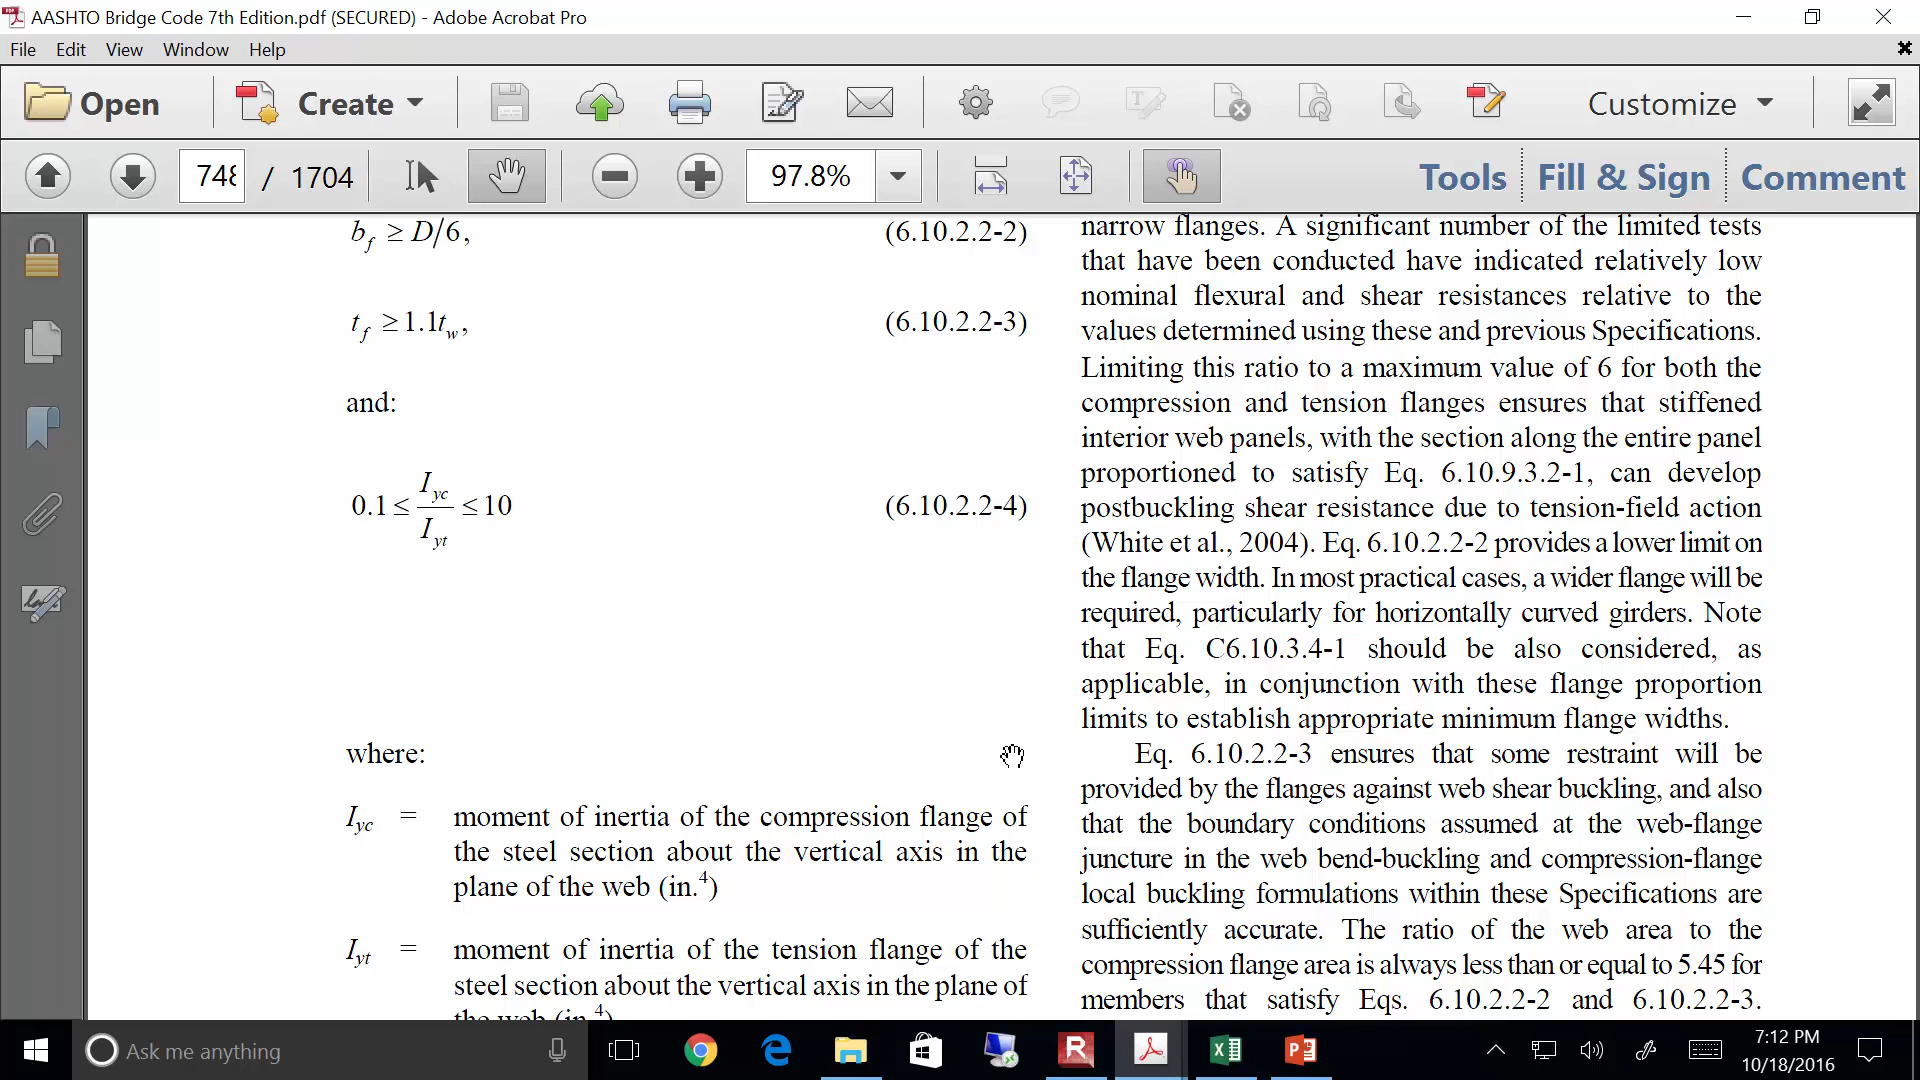 AASHTO Bridge Code 7th Edition.pdf (SECURED) - Adobe Acrobat Pro
File Edit View Window Help
Open Create Customize
748 / 1704 97.8% Tools Fill & Sign Comment
b_f ≥ D/6, (6.10.2.2-2)
t_f ≥ 1.1t_w, (6.10.2.2-3)
and:
0.1 ≤ I_yc / I_yt ≤ 10 (6.10.2.2-4)
where:
I_yc = moment of inertia of the compression flange of
the steel section about the vertical axis in the
plane of the web (in.⁴)
I_yt = moment of inertia of the tension flange of the
steel section about the vertical axis in the plane of
the web (in.⁴)
narrow flanges. A significant number of the limited tests
that have been conducted have indicated relatively low
nominal flexural and shear resistances relative to the
values determined using these and previous Specifications.
Limiting this ratio to a maximum value of 6 for both the
compression and tension flanges ensures that stiffened
interior web panels, with the section along the entire panel
proportioned to satisfy Eq. 6.10.9.3.2-1, can develop
postbuckling shear resistance due to tension-field action
(White et al., 2004). Eq. 6.10.2.2-2 provides a lower limit on
the flange width. In most practical cases, a wider flange will be
required, particularly for horizontally curved girders. Note
that Eq. C6.10.3.4-1 should be also considered, as
applicable, in conjunction with these flange proportion
limits to establish appropriate minimum flange widths.
Eq. 6.10.2.2-3 ensures that some restraint will be
provided by the flanges against web shear buckling, and also
that the boundary conditions assumed at the web-flange
juncture in the web bend-buckling and compression-flange
local buckling formulations within these Specifications are
sufficiently accurate. The ratio of the web area to the
compression flange area is always less than or equal to 5.45 for
members that satisfy Eqs. 6.10.2.2-2 and 6.10.2.2-3.
Ask me anything
7:12 PM
10/18/2016